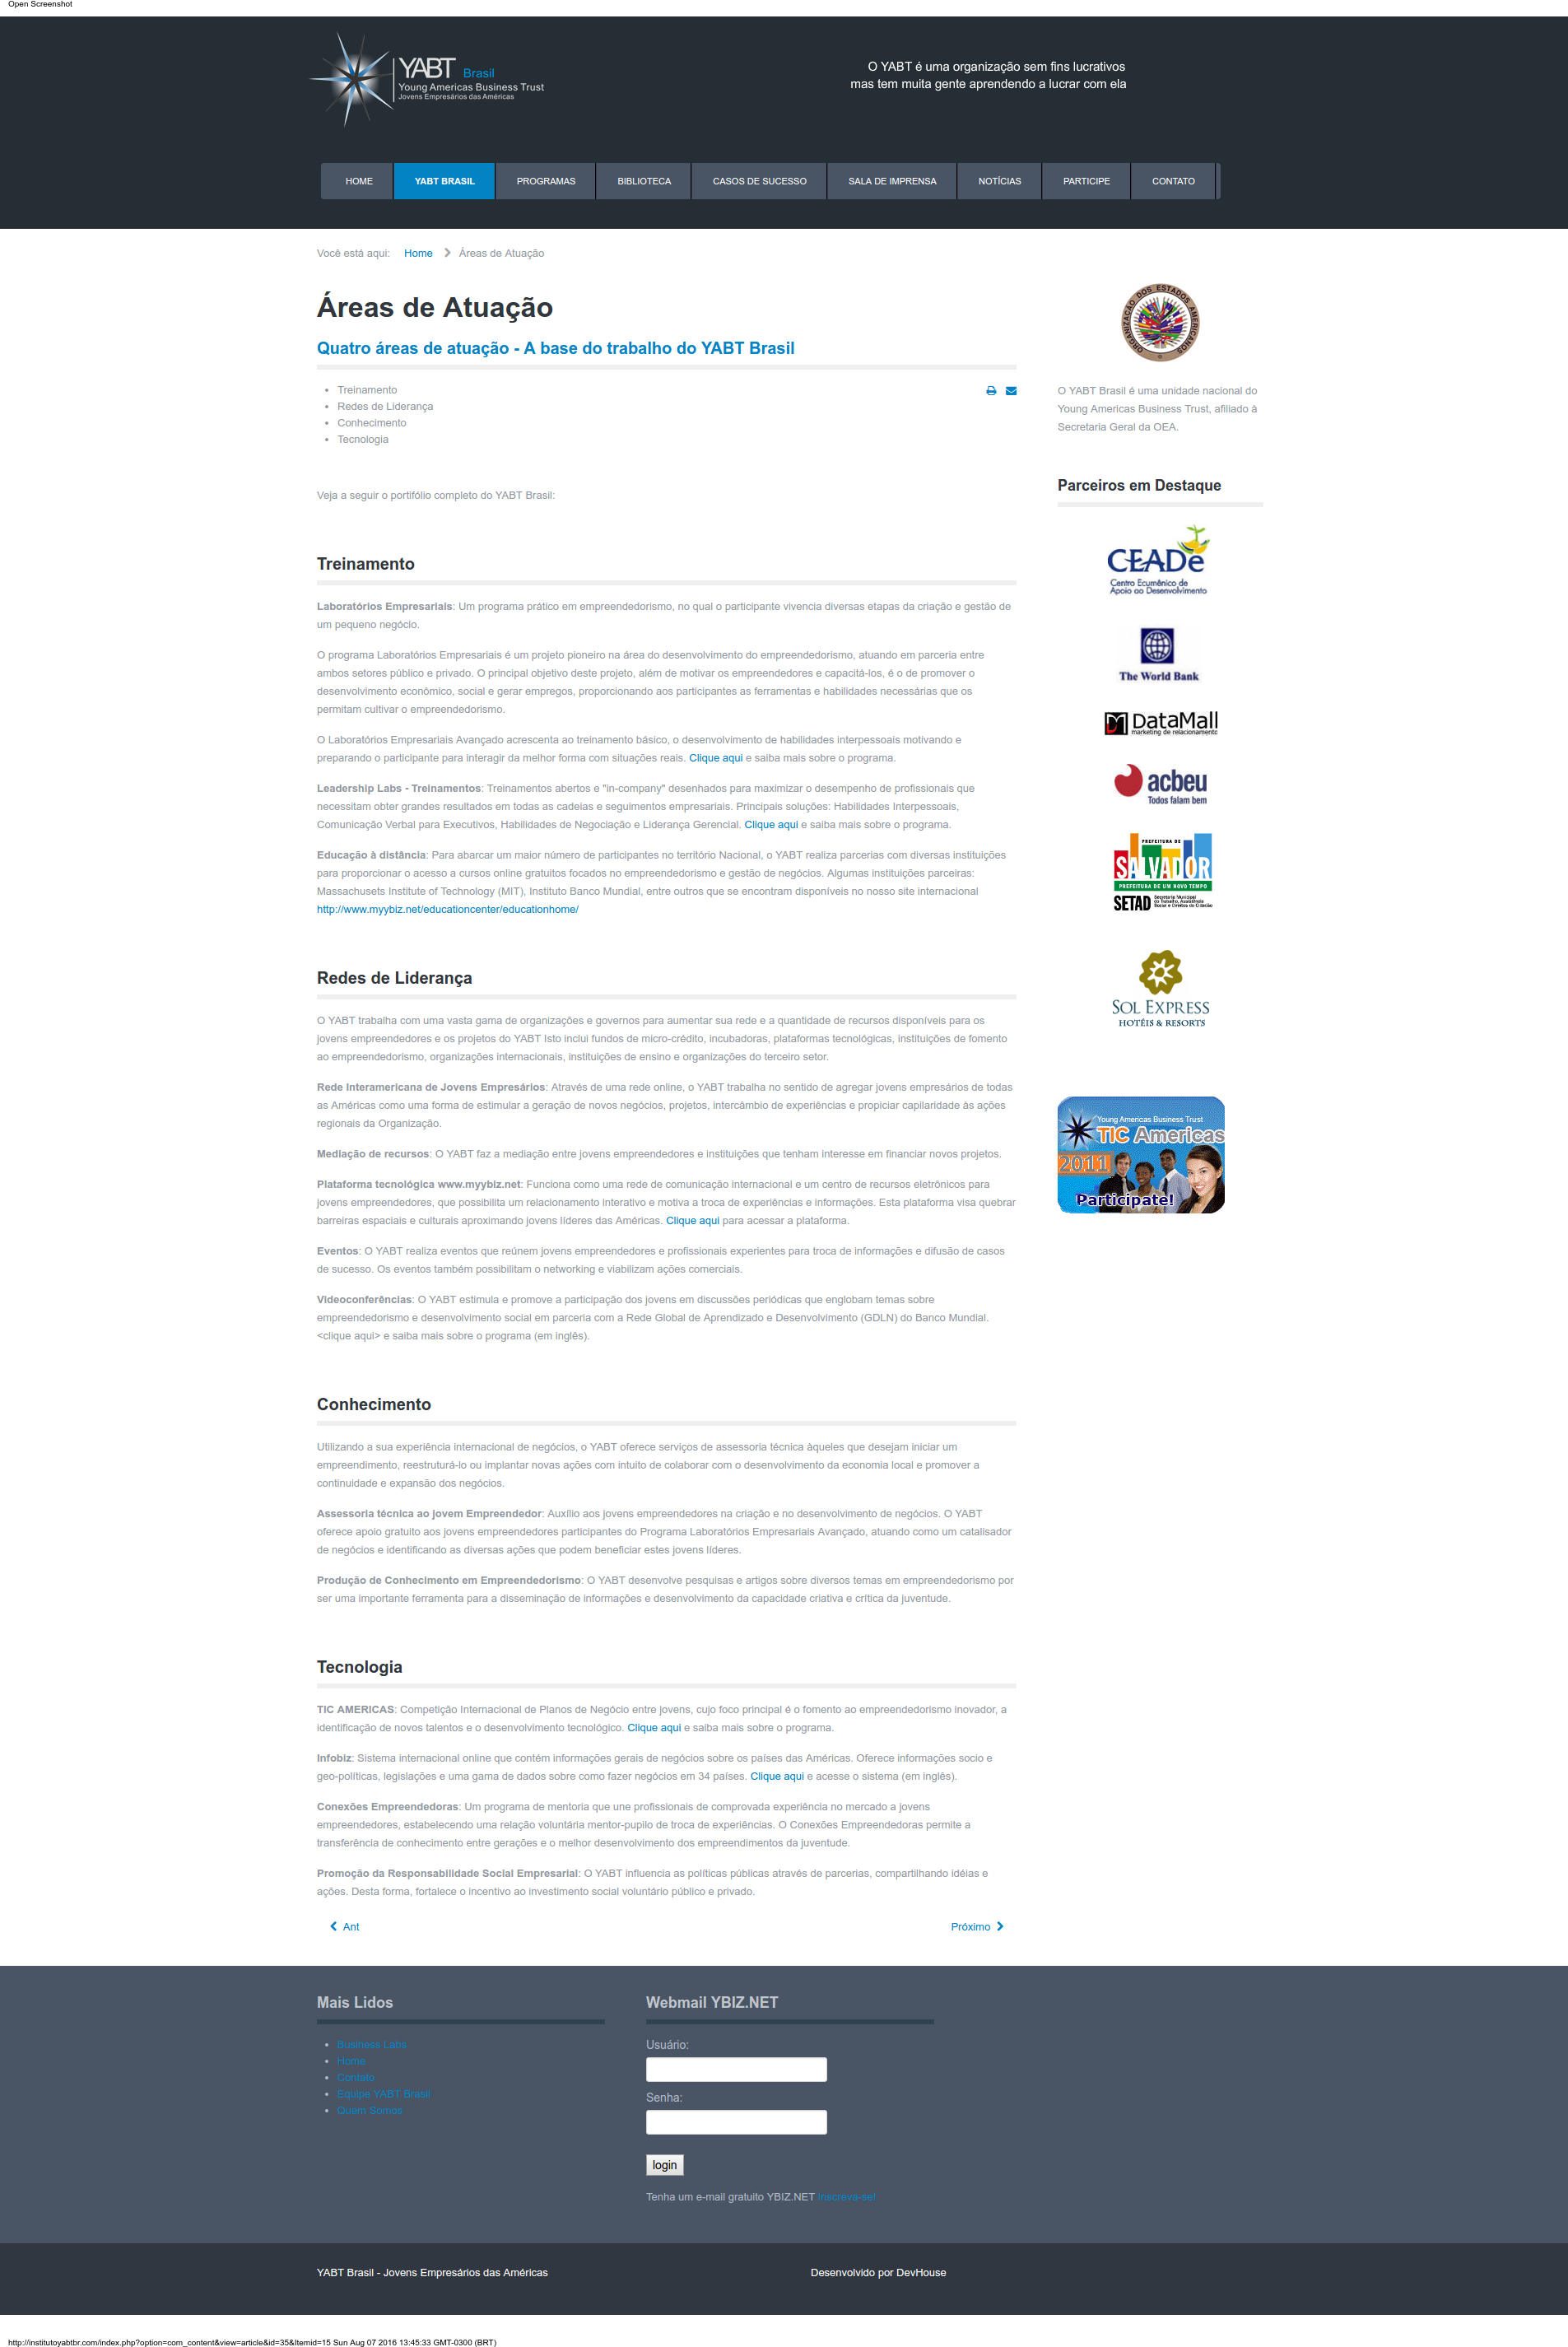 Open Screenshot
YABT Brasil
Young Americas Business Trust
Jovens Empresários das Américas
O YABT é uma organização sem fins lucrativos
mas tem muita gente aprendendo a lucrar com ela
HOME YABT BRASIL PROGRAMAS BIBLIOTECA CASOS DE SUCESSO SALA DE IMPRENSA NOTÍCIAS PARTICIPE CONTATO
Você está aqui: Home Áreas de Atuação
Áreas de Atuação
Quatro áreas de atuação - A base do trabalho do YABT Brasil
Treinamento
Redes de Liderança
Conhecimento
Tecnologia
Veja a seguir o portifólio completo do YABT Brasil:
Treinamento
Laboratórios Empresariais: Um programa prático em empreendedorismo, no qual o participante vivencia diversas etapas da criação e gestão de
um pequeno negócio.
O programa Laboratórios Empresariais é um projeto pioneiro na área do desenvolvimento do empreendedorismo, atuando em parceria entre
ambos setores público e privado. O principal objetivo deste projeto, além de motivar os empreendedores e capacitá-los, é o de promover o
desenvolvimento econômico, social e gerar empregos, proporcionando aos participantes as ferramentas e habilidades necessárias que os
permitam cultivar o empreendedorismo.
O Laboratórios Empresariais Avançado acrescenta ao treinamento básico, o desenvolvimento de habilidades interpessoais motivando e
preparando o participante para interagir da melhor forma com situações reais. Clique aqui e saiba mais sobre o programa.
Leadership Labs - Treinamentos: Treinamentos abertos e "in-company" desenhados para maximizar o desempenho de profissionais que
necessitam obter grandes resultados em todas as cadeias e seguimentos empresariais. Principais soluções: Habilidades Interpessoais,
Comunicação Verbal para Executivos, Habilidades de Negociação e Liderança Gerencial. Clique aqui e saiba mais sobre o programa.
Educação à distância: Para abarcar um maior número de participantes no território Nacional, o YABT realiza parcerias com diversas instituições
para proporcionar o acesso a cursos online gratuitos focados no empreendedorismo e gestão de negócios. Algumas instituições parceiras:
Massachusets Institute of Technology (MIT), Instituto Banco Mundial, entre outros que se encontram disponíveis no nosso site internacional
http://www.myybiz.net/educationcenter/educationhome/
Redes de Liderança
O YABT trabalha com uma vasta gama de organizações e governos para aumentar sua rede e a quantidade de recursos disponíveis para os
jovens empreendedores e os projetos do YABT Isto inclui fundos de micro-crédito, incubadoras, plataformas tecnológicas, instituições de fomento
ao empreendedorismo, organizações internacionais, instituições de ensino e organizações do terceiro setor.
Rede Interamericana de Jovens Empresários: Através de uma rede online, o YABT trabalha no sentido de agregar jovens empresários de todas
as Américas como uma forma de estimular a geração de novos negócios, projetos, intercâmbio de experiências e propiciar capilaridade às ações
regionais da Organização.
Mediação de recursos: O YABT faz a mediação entre jovens empreendedores e instituições que tenham interesse em financiar novos projetos.
Plataforma tecnológica www.myybiz.net: Funciona como uma rede de comunicação internacional e um centro de recursos eletrônicos para
jovens empreendedores, que possibilita um relacionamento interativo e motiva a troca de experiências e informações. Esta plataforma visa quebrar
barreiras espaciais e culturais aproximando jovens líderes das Américas. Clique aqui para acessar a plataforma.
Eventos: O YABT realiza eventos que reúnem jovens empreendedores e profissionais experientes para troca de informações e difusão de casos
de sucesso. Os eventos também possibilitam o networking e viabilizam ações comerciais.
Videoconferências: O YABT estimula e promove a participação dos jovens em discussões periódicas que englobam temas sobre
empreendedorismo e desenvolvimento social em parceria com a Rede Global de Aprendizado e Desenvolvimento (GDLN) do Banco Mundial.
<clique aqui> e saiba mais sobre o programa (em inglês).
Conhecimento
Utilizando a sua experiência internacional de negócios, o YABT oferece serviços de assessoria técnica àqueles que desejam iniciar um
empreendimento, reestruturá-lo ou implantar novas ações com intuito de colaborar com o desenvolvimento da economia local e promover a
continuidade e expansão dos negócios.
Assessoria técnica ao jovem Empreendedor: Auxílio aos jovens empreendedores na criação e no desenvolvimento de negócios. O YABT
oferece apoio gratuito aos jovens empreendedores participantes do Programa Laboratórios Empresariais Avançado, atuando como um catalisador
de negócios e identificando as diversas ações que podem beneficiar estes jovens líderes.
Produção de Conhecimento em Empreendedorismo: O YABT desenvolve pesquisas e artigos sobre diversos temas em empreendedorismo por
ser uma importante ferramenta para a disseminação de informações e desenvolvimento da capacidade criativa e crítica da juventude.
Tecnologia
TIC AMERICAS: Competição Internacional de Planos de Negócio entre jovens, cujo foco principal é o fomento ao empreendedorismo inovador, a
identificação de novos talentos e o desenvolvimento tecnológico. Clique aqui e saiba mais sobre o programa.
Infobiz: Sistema internacional online que contém informações gerais de negócios sobre os países das Américas. Oferece informações socio e
geo-políticas, legislações e uma gama de dados sobre como fazer negócios em 34 países. Clique aqui e acesse o sistema (em inglês).
Conexões Empreendedoras: Um programa de mentoria que une profissionais de comprovada experiência no mercado a jovens
empreendedores, estabelecendo uma relação voluntária mentor-pupilo de troca de experiências. O Conexões Empreendedoras permite a
transferência de conhecimento entre gerações e o melhor desenvolvimento dos empreendimentos da juventude.
Promoção da Responsabilidade Social Empresarial: O YABT influencia as políticas públicas através de parcerias, compartilhando idéias e
ações. Desta forma, fortalece o incentivo ao investimento social voluntário público e privado.
Ant Próximo
ORGANIZAÇÃO DOS ESTADOS AMERICANOS
O YABT Brasil é uma unidade nacional do
Young Americas Business Trust, afiliado à
Secretaria Geral da OEA.
Parceiros em Destaque
CEADe
Centro Ecumênico de
Apoio ao Desenvolvimento
The World Bank
DataMall
marketing de relacionamento
acbeu
Todos falam bem
PREFEITURA DE
SALVADOR
PREFEITURA DE UM NOVO TEMPO
SETAD Secretaria Municipal
do Trabalho, Assistência
Social e Direitos do Cidadão
SOL EXPRESS
HOTÉIS & RESORTS
Young Americas Business Trust
TIC Americas
2011
Participate!
Mais Lidos
Business Labs
Home
Contato
Equipe YABT Brasil
Quem Somos
Webmail YBIZ.NET
Usuário:
Senha:
login
Tenha um e-mail gratuito YBIZ.NET Inscreva-se!
YABT Brasil - Jovens Empresários das Américas
Desenvolvido por DevHouse
http://institutoyabtbr.com/index.php?option=com_content&view=article&id=35&Itemid=15 Sun Aug 07 2016 13:45:33 GMT-0300 (BRT)